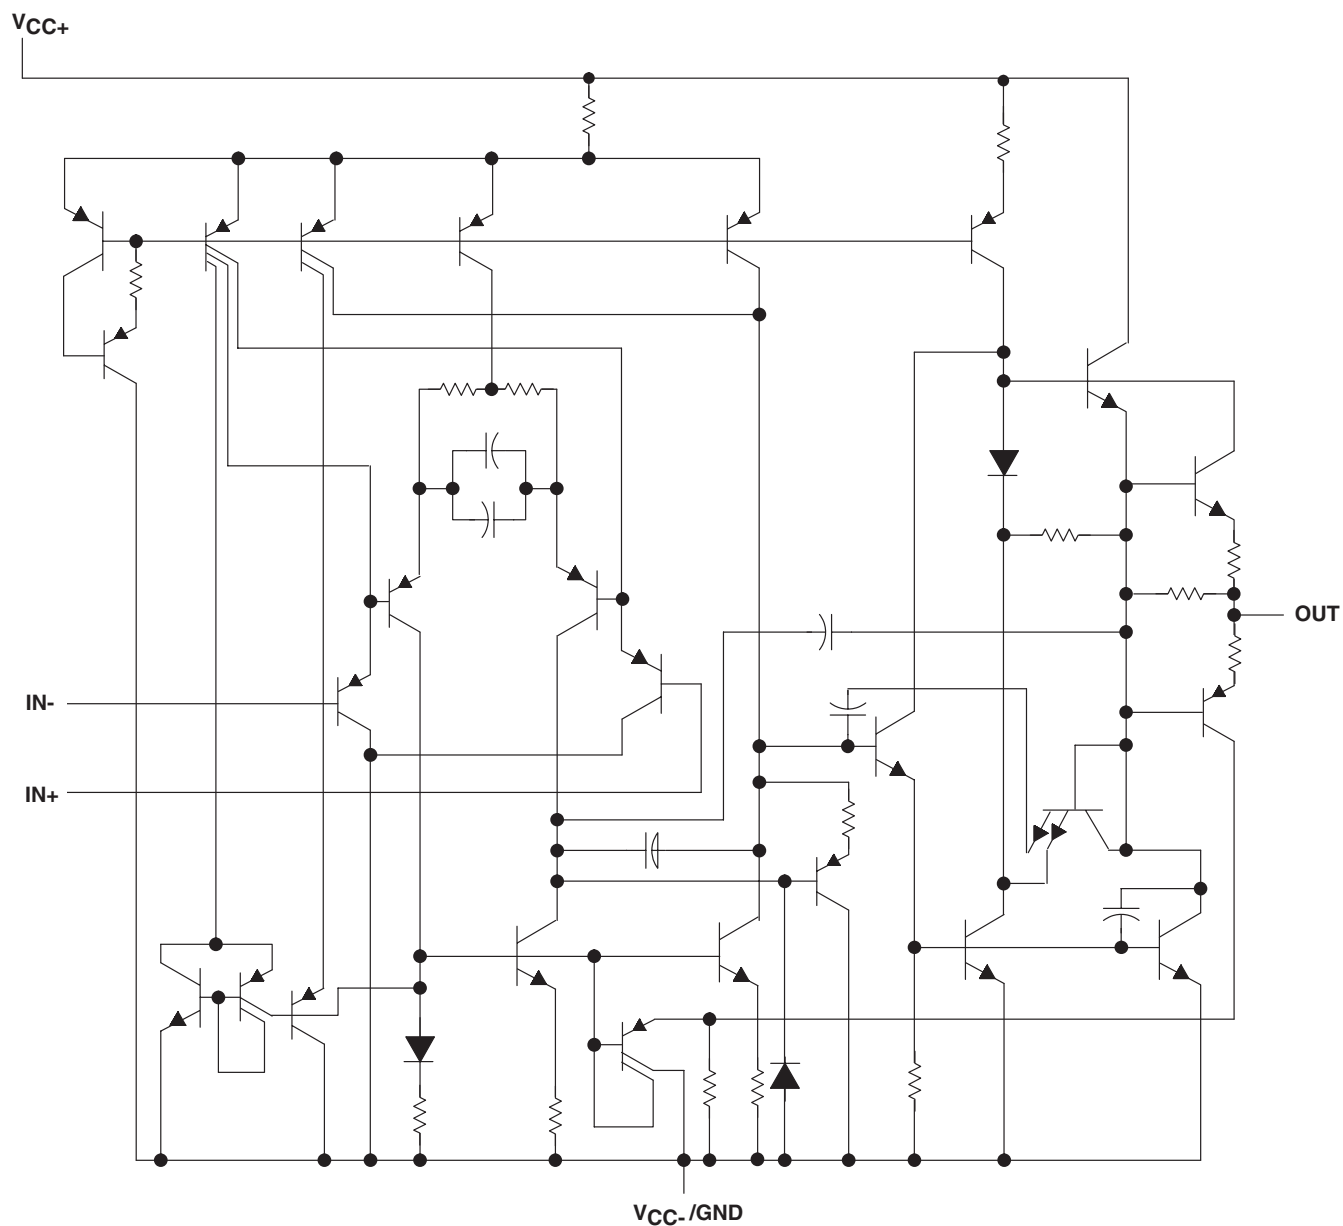 VCC+
OUT
IN-
IN+
VCC- /GND